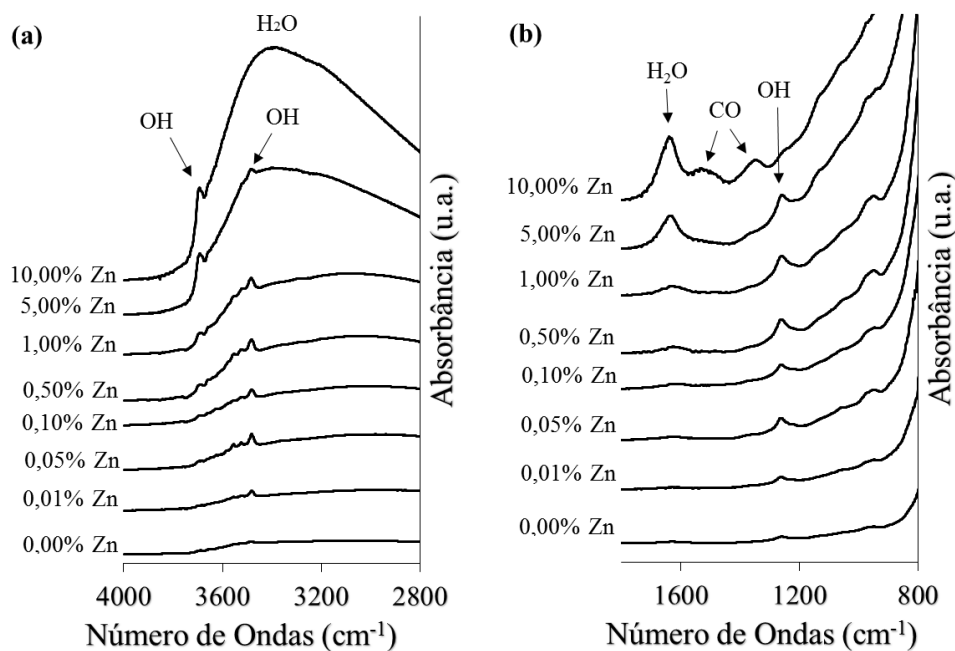 (a)
H₂O
OH
OH
10,00% Zn
5,00% Zn
1,00% Zn
0,50% Zn
0,10% Zn
0,05% Zn
0,01% Zn
0,00% Zn
4000 3600 3200 2800
Número de Ondas (cm⁻¹)
Absorbância (u.a.)
(b)
H₂O
CO
OH
10,00% Zn
5,00% Zn
1,00% Zn
0,50% Zn
0,10% Zn
0,05% Zn
0,01% Zn
0,00% Zn
1600 1200 800
Número de Ondas (cm⁻¹)
Absorbância (u.a.)